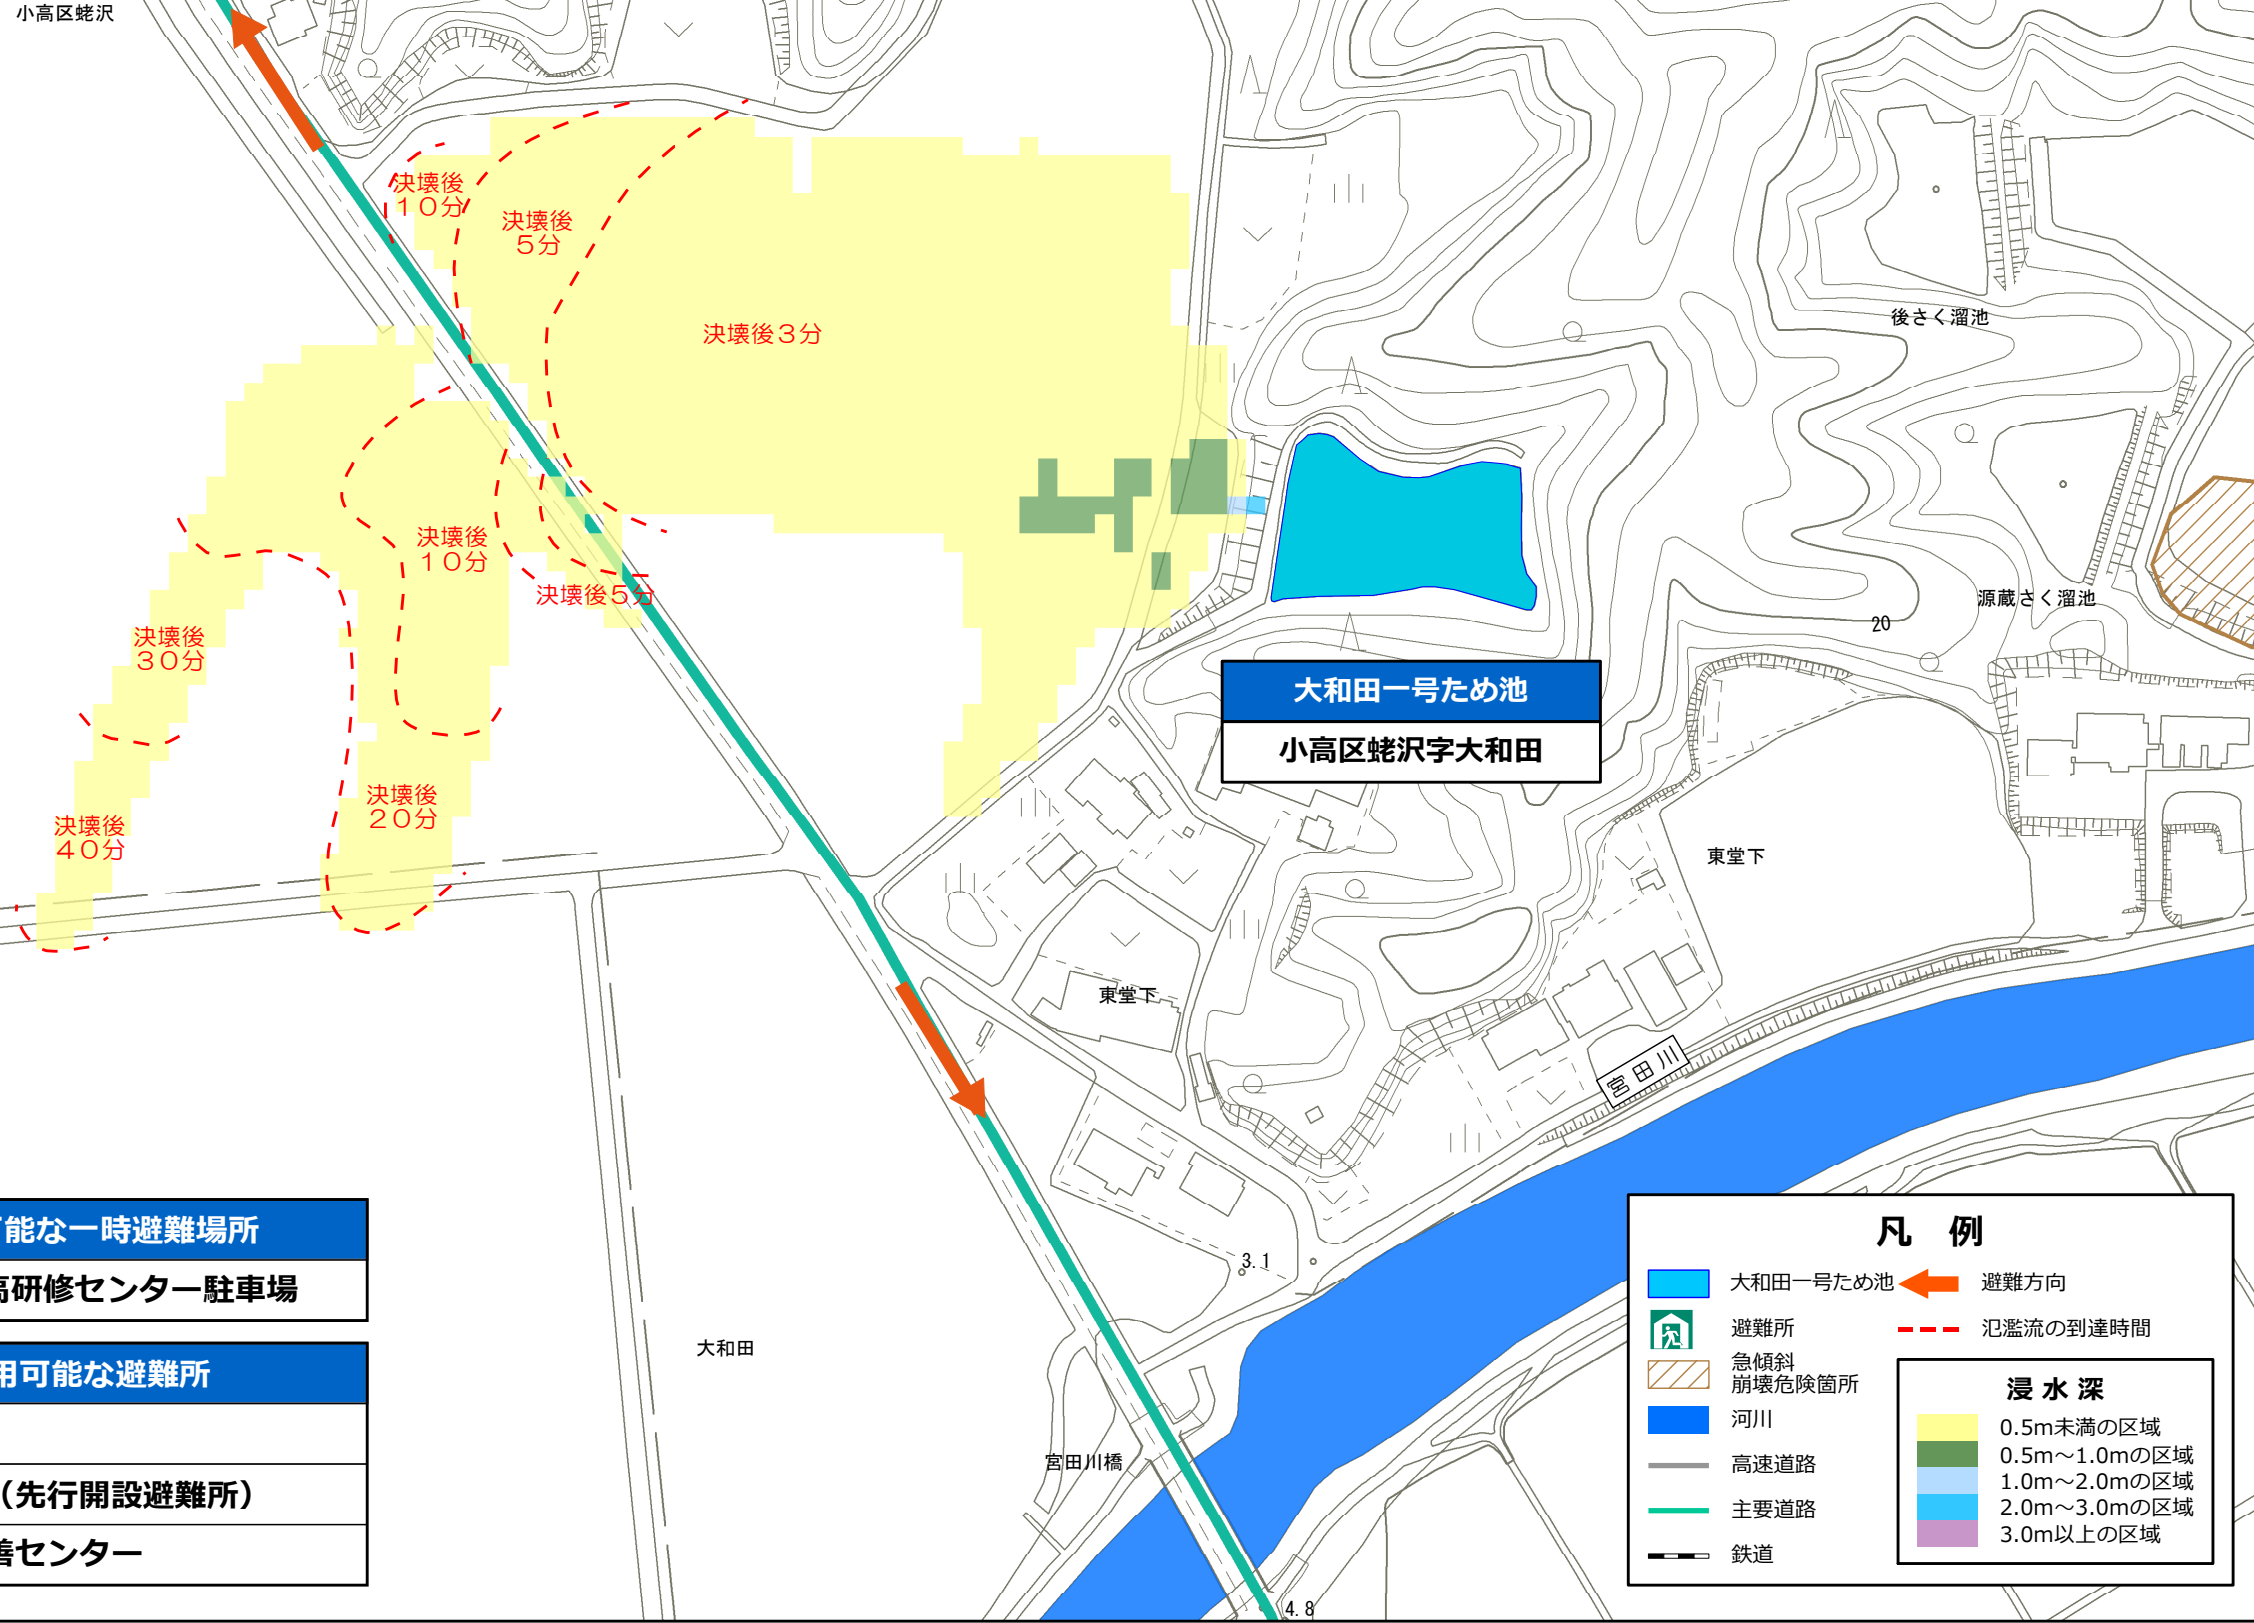 小高区蛯沢
決壊後
10分
決壊後
5分
決壊後3分
後さく溜池
決壊後
10分
決壊後5分
源蔵さく溜池
20
決壊後
30分
大和田一号ため池
小高区蛯沢字大和田
決壊後
20分
決壊後
40分
東堂下
東堂下
宮田川
能な一時避難場所
高研修センター駐車場
3.1
大和田
用可能な避難所
宮田川橋
（先行開設避難所）
善センター
4.8
凡 例
大和田一号ため池
避難方向
避難所
氾濫流の到達時間
急傾斜
崩壊危険箇所
河川
高速道路
主要道路
鉄道
浸水深
0.5m未満の区域
0.5m～1.0mの区域
1.0m～2.0mの区域
2.0m～3.0mの区域
3.0m以上の区域